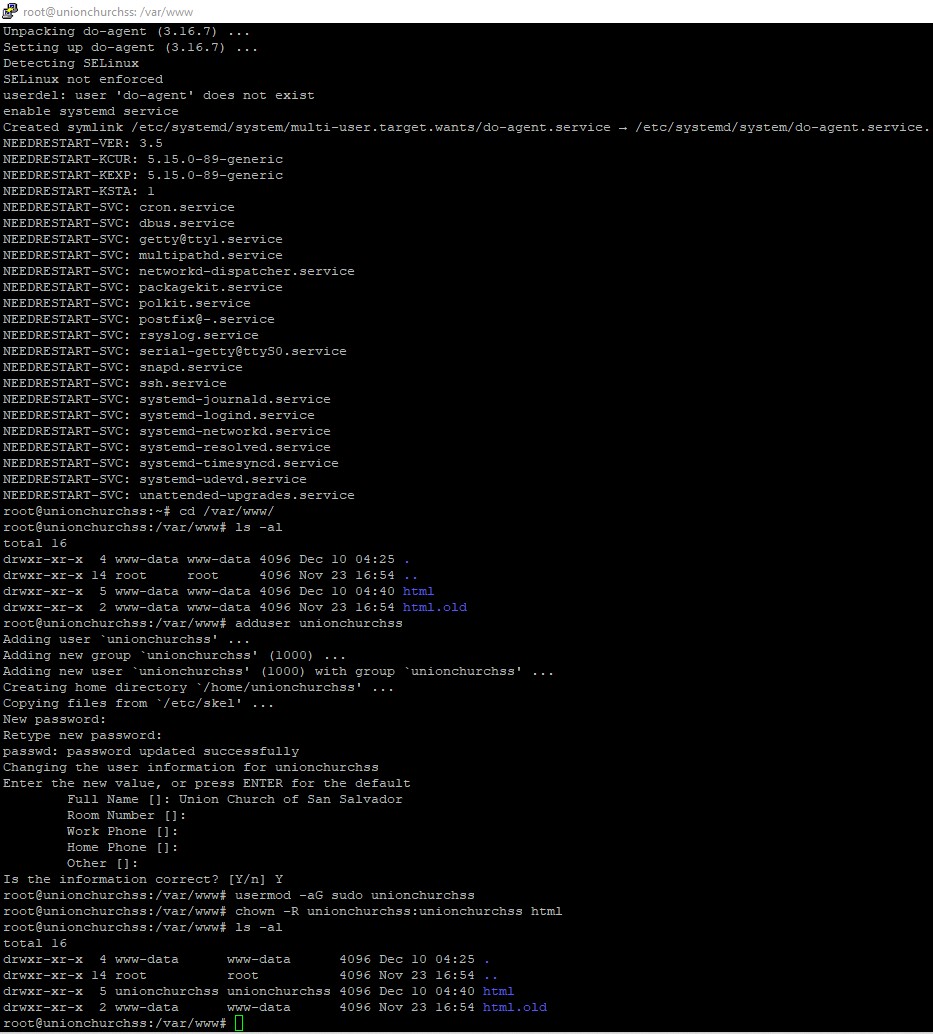 root@unionchurchss: /var/www
Unpacking do-agent (3.16.7) ...
Setting up do-agent (3.16.7) ...
Detecting SELinux
SELinux not enforced
userdel: user 'do-agent' does not exist
enable systemd service
Created symlink /etc/systemd/system/multi-user.target.wants/do-agent.service → /etc/systemd/system/do-agent.service.
NEEDRESTART-VER: 3.5
NEEDRESTART-KCUR: 5.15.0-89-generic
NEEDRESTART-KEXP: 5.15.0-89-generic
NEEDRESTART-KSTA: 1
NEEDRESTART-SVC: cron.service
NEEDRESTART-SVC: dbus.service
NEEDRESTART-SVC: getty@tty1.service
NEEDRESTART-SVC: multipathd.service
NEEDRESTART-SVC: networkd-dispatcher.service
NEEDRESTART-SVC: packagekit.service
NEEDRESTART-SVC: polkit.service
NEEDRESTART-SVC: postfix@-.service
NEEDRESTART-SVC: rsyslog.service
NEEDRESTART-SVC: serial-getty@ttyS0.service
NEEDRESTART-SVC: snapd.service
NEEDRESTART-SVC: ssh.service
NEEDRESTART-SVC: systemd-journald.service
NEEDRESTART-SVC: systemd-logind.service
NEEDRESTART-SVC: systemd-networkd.service
NEEDRESTART-SVC: systemd-resolved.service
NEEDRESTART-SVC: systemd-timesyncd.service
NEEDRESTART-SVC: systemd-udevd.service
NEEDRESTART-SVC: unattended-upgrades.service
root@unionchurchss:~# cd /var/www/
root@unionchurchss:/var/www# ls -al
total 16
drwxr-xr-x  4 www-data www-data 4096 Dec 10 04:25 .
drwxr-xr-x 14 root     root     4096 Nov 23 16:54 ..
drwxr-xr-x  5 www-data www-data 4096 Dec 10 04:40 html
drwxr-xr-x  2 www-data www-data 4096 Nov 23 16:54 html.old
root@unionchurchss:/var/www# adduser unionchurchss
Adding user `unionchurchss' ...
Adding new group `unionchurchss' (1000) ...
Adding new user `unionchurchss' (1000) with group `unionchurchss' ...
Creating home directory `/home/unionchurchss' ...
Copying files from `/etc/skel' ...
New password:
Retype new password:
passwd: password updated successfully
Changing the user information for unionchurchss
Enter the new value, or press ENTER for the default
        Full Name []: Union Church of San Salvador
        Room Number []:
        Work Phone []:
        Home Phone []:
        Other []:
Is the information correct? [Y/n] Y
root@unionchurchss:/var/www# usermod -aG sudo unionchurchss
root@unionchurchss:/var/www# chown -R unionchurchss:unionchurchss html
root@unionchurchss:/var/www# ls -al
total 16
drwxr-xr-x  4 www-data      www-data      4096 Dec 10 04:25 .
drwxr-xr-x 14 root          root          4096 Nov 23 16:54 ..
drwxr-xr-x  5 unionchurchss unionchurchss 4096 Dec 10 04:40 html
drwxr-xr-x  2 www-data      www-data      4096 Nov 23 16:54 html.old
root@unionchurchss:/var/www#